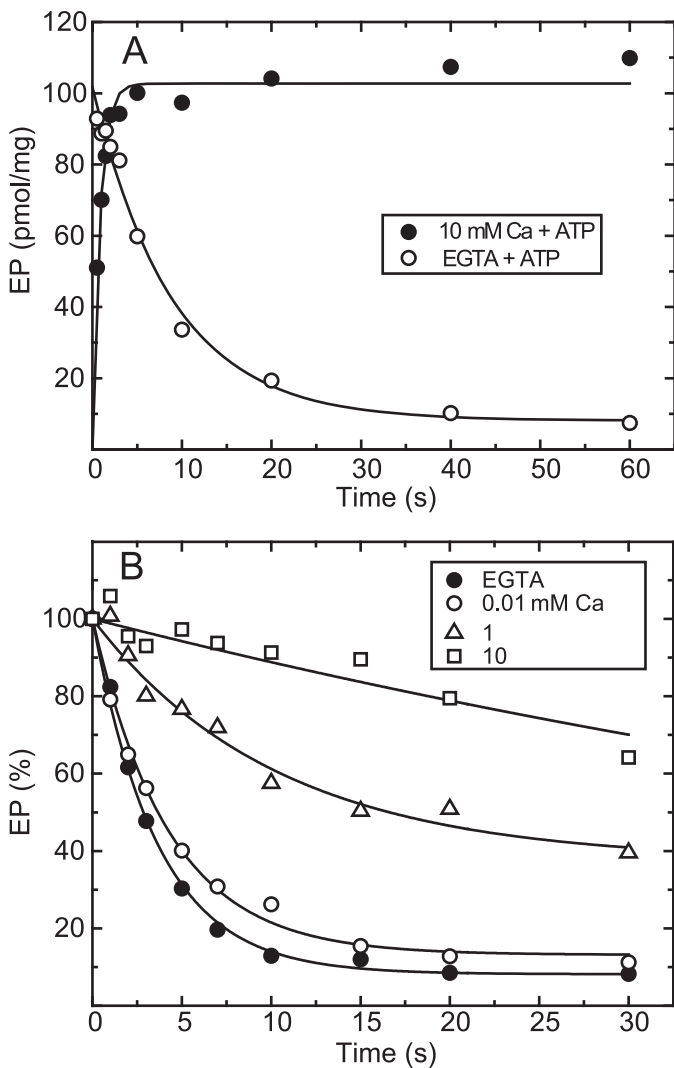 A
120
100
80
60
40
20
EP (pmol/mg)
10 mM Ca + ATP
EGTA + ATP
0 10 20 30 40 50 60
Time (s)
B
100
80
60
40
20
EP (%)
EGTA
0.01 mM Ca
1
10
0 5 10 15 20 25 30
Time (s)